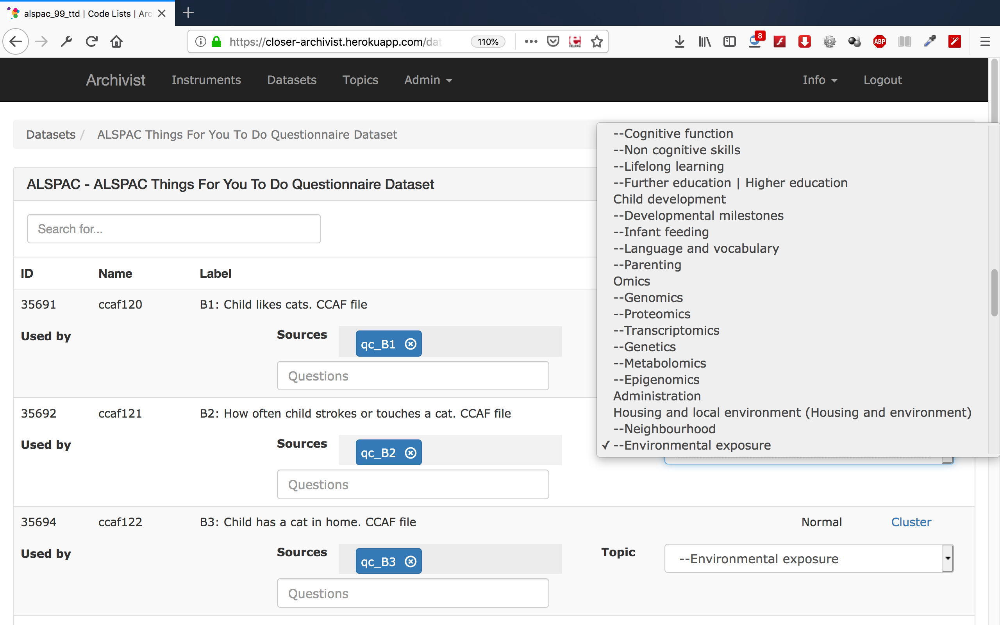 alspac_99_ttd | Code Lists | Arc
https://closer-archivist.herokuapp.com/dat
110%
8
ABP
Archivist Instruments Datasets Topics Admin Info Logout
Datasets / ALSPAC Things For You To Do Questionnaire Dataset
ALSPAC - ALSPAC Things For You To Do Questionnaire Dataset
Search for...
ID Name Label
35691 ccaf120 B1: Child likes cats. CCAF file
Used by Sources qc_B1
Questions
35692 ccaf121 B2: How often child strokes or touches a cat. CCAF file
Used by Sources qc_B2
Questions
--Cognitive function
--Non cognitive skills
--Lifelong learning
--Further education | Higher education
Child development
--Developmental milestones
--Infant feeding
--Language and vocabulary
--Parenting
Omics
--Genomics
--Proteomics
--Transcriptomics
--Genetics
--Metabolomics
--Epigenomics
Administration
Housing and local environment (Housing and environment)
--Neighbourhood
✓ --Environmental exposure
35694 ccaf122 B3: Child has a cat in home. CCAF file Normal Cluster
Used by Sources qc_B3 Topic --Environmental exposure
Questions